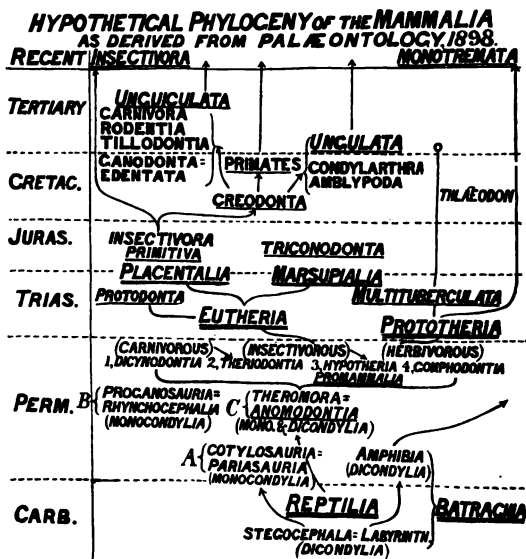 HYPOTHETICAL PHYLOGENY OF THE MAMMALIA
AS DERIVED FROM PALÆONTOLOGY, 1898.
RECENT INSECTIVORA MONOTREMATA
TERTIARY
UNGUICULATA
CARNIVORA
RODENTIA
TILLODONTIA
CANODONTA=
EDENTATA
PRIMATES
UNGULATA
CONDYLARTHRA
AMBLYPODA
CRETAC.
CREODONTA
TNLÆODON
JURAS.
INSECTIVORA
PRIMITIVA
TRICONODONTA
PLACENTALIA MARSUPIALIA
TRIAS.
PROTODONTA
MULTITUBERCULATA
EUTHERIA
PROTOTHERIA
(CARNIVOROUS) (INSECTIVOROUS) (HERBIVOROUS)
1, DICYNODONTIA 2, THERIODONTIA 3, HYPOTHERIA 4, COMPHODONTIA
PROMAMMALIA
PERM.
B PROGANOSAURIA=
RHYNCHOCEPHALIA
(MONOCONDYLIA)
C THEROMORA=
ANOMODONTIA
(MONO. & DICONDYLIA)
A COTYLOSAURIA=
PARIASAURIA
(MONOCONDYLIA)
AMPHIBIA
(DICONDYLIA)
CARB.
REPTILIA
BATRACHIA
STEGOCEPHALA=LABYRINTH.
(DICONDYLIA)